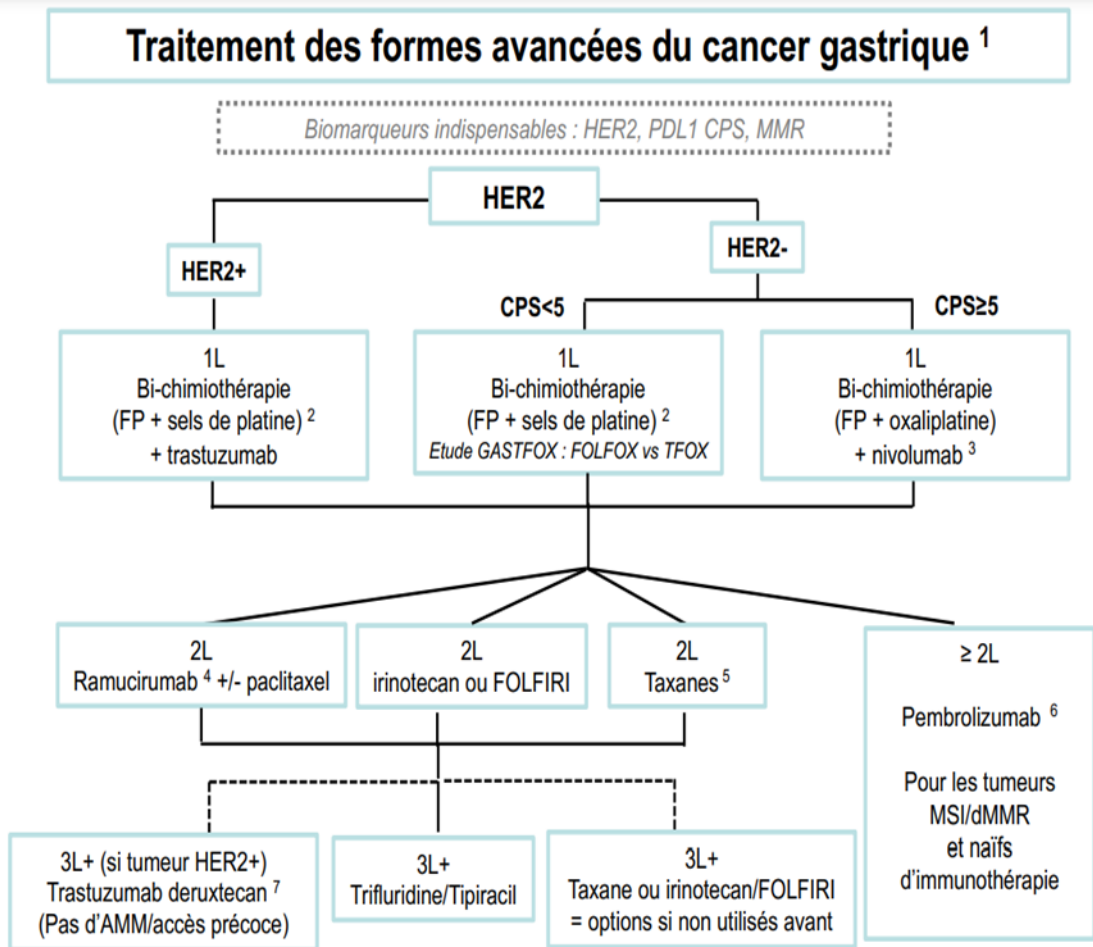 Traitement des formes avancées du cancer gastrique ¹
Biomarqueurs indispensables : HER2, PDL1 CPS, MMR
HER2
HER2+
HER2-
CPS<5
CPS≥5
1L
Bi-chimiothérapie
(FP + sels de platine) ²
+ trastuzumab
1L
Bi-chimiothérapie
(FP + sels de platine) ²
Etude GASTFOX : FOLFOX vs TFOX
1L
Bi-chimiothérapie
(FP + oxaliplatine)
+ nivolumab ³
2L
Ramucirumab ⁴ +/- paclitaxel
2L
irinotecan ou FOLFIRI
2L
Taxanes ⁵
≥ 2L
Pembrolizumab ⁶
Pour les tumeurs
MSI/dMMR
et naïfs
d'immunothérapie
3L+ (si tumeur HER2+)
Trastuzumab deruxtecan ⁷
(Pas d'AMM/accès précoce)
3L+
Trifluridine/Tipiracil
3L+
Taxane ou irinotecan/FOLFIRI
= options si non utilisés avant